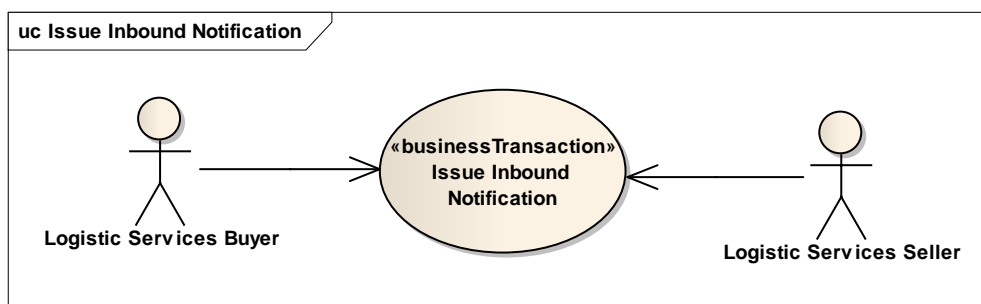 uc Issue Inbound Notification
«businessTransaction»
Issue Inbound
Notification
Logistic Services Buyer
Logistic Services Seller